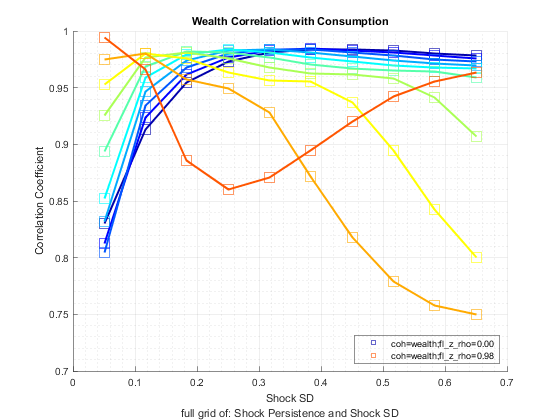 Wealth Correlation with Consumption
1
0.95
0.9
0.85
0.8
0.75
0.7
Correlation Coefficient
coh=wealth;fl_z_rho=0.00
coh=wealth;fl_z_rho=0.98
0 0.1 0.2 0.3 0.4 0.5 0.6 0.7
Shock SD
full grid of: Shock Persistence and Shock SD